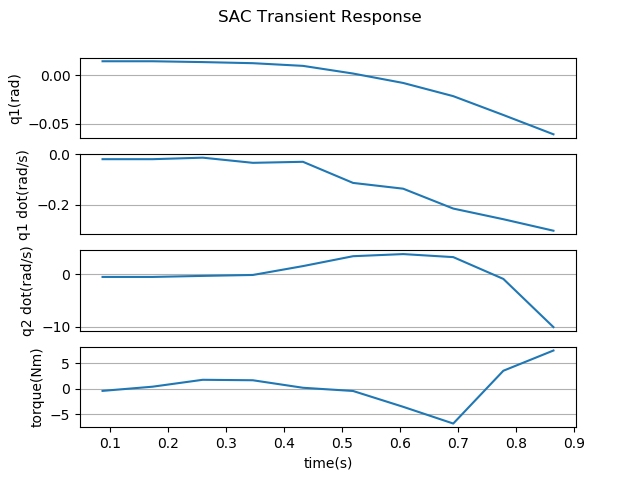 SAC Transient Response
q1(rad)
0.00
−0.05
q1 dot(rad/s)
0.0
−0.2
q2 dot(rad/s)
0
−10
torque(Nm)
5
0
−5
0.1 0.2 0.3 0.4 0.5 0.6 0.7 0.8 0.9
time(s)